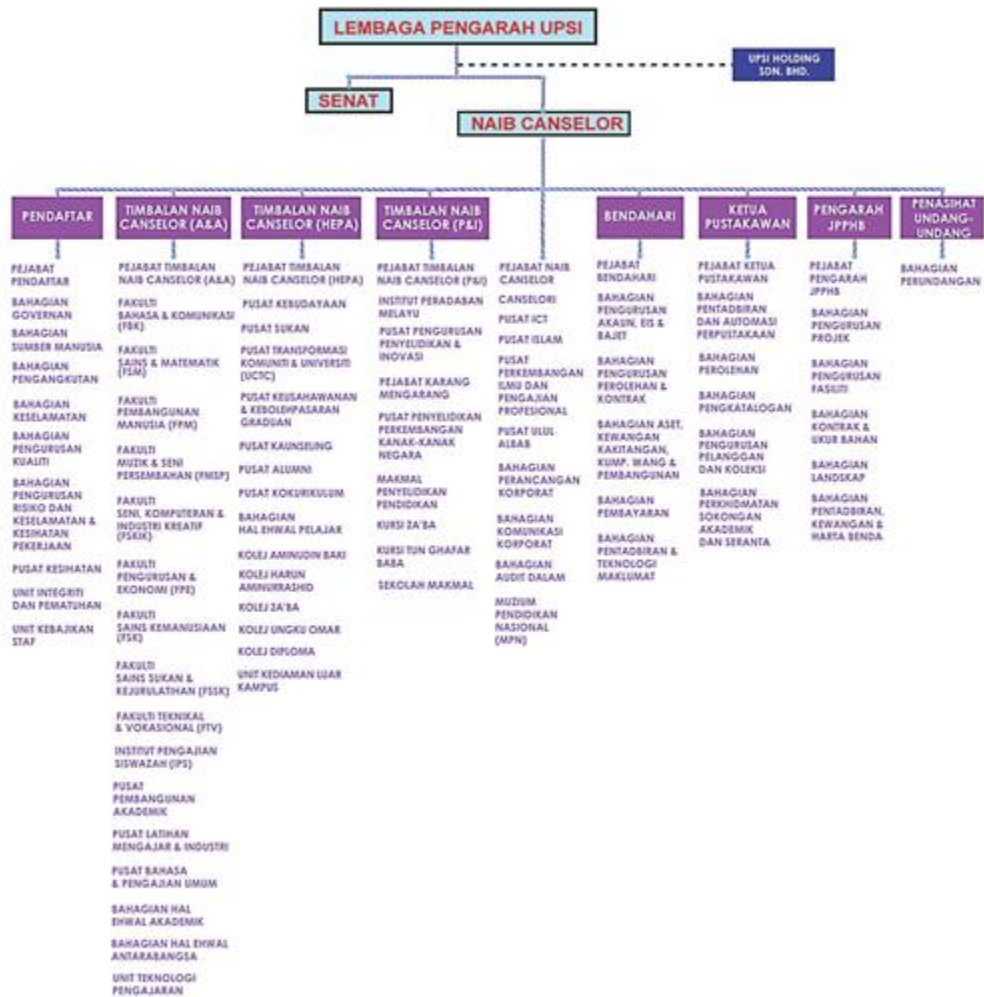 LEMBAGA PENGARAH UPSI
UPSI HOLDING
SDN. BHD.
SENAT
NAIB CANSELOR
PENDAFTAR
PEJABAT
PENDAFTAR
BAHAGIAN
GOVERNAN
BAHAGIAN
SUMBER MANUSIA
BAHAGIAN
PENGANGKUTAN
BAHAGIAN
KESELAMATAN
BAHAGIAN
PENGURUSAN
KUALITI
BAHAGIAN
PENGURUSAN
RISIKO DAN
KESELAMATAN &
KESIHATAN
PEKERJAAN
PUSAT KESIHATAN
UNIT INTEGRITI
DAN PEMATUHAN
UNIT KEBAJIKAN
STAF
TIMBALAN NAIB
CANSELOR (A&A)
PEJABAT TIMBALAN
NAIB CANSELOR (A&A)
FAKULTI
BAHASA & KOMUNIKASI
(FBK)
FAKULTI
SAINS & MATEMATIK
(FSM)
FAKULTI
PEMBANGUNAN
MANUSIA (FPM)
FAKULTI
MUZIK & SENI
PERSEMBAHAN (FMSP)
FAKULTI
SENI, KOMPUTERAN &
INDUSTRI KREATIF
(FSKIK)
FAKULTI
PENGURUSAN &
EKONOMI (FPE)
FAKULTI
SAINS KEMANUSIAAN
(FSK)
FAKULTI
SAINS SUKAN &
KEJURULATIHAN (FSSK)
FAKULTI TEKNIKAL
& VOKASIONAL (FTV)
INSTITUT PENGAJIAN
SISWAZAH (IPS)
PUSAT
PEMBANGUNAN
AKADEMIK
PUSAT LATIHAN
MENGAJAR & INDUSTRI
PUSAT BAHASA
& PENGAJIAN UMUM
BAHAGIAN HAL
EHWAL AKADEMIK
BAHAGIAN HAL EHWAL
ANTARABANGSA
UNIT TEKNOLOGI
PENGAJARAN
TIMBALAN NAIB
CANSELOR (HEPA)
PEJABAT TIMBALAN
NAIB CANSELOR (HEPA)
PUSAT KEBUDAYAAN
PUSAT SUKAN
PUSAT TRANSFORMASI
KOMUNITI & UNIVERSITI
(UCTC)
PUSAT KEUSAHAWANAN
& KEBOLEHPASARAN
GRADUAN
PUSAT KAUNSELING
PUSAT ALUMNI
PUSAT KOKURIKULUM
BAHAGIAN
HAL EHWAL PELAJAR
KOLEJ AMINUDIN BAKI
KOLEJ HARUN
AMINURRASHID
KOLEJ ZA'BA
KOLEJ UNGKU OMAR
KOLEJ DIPLOMA
UNIT KEDIAMAN LUAR
KAMPUS
TIMBALAN NAIB
CANSELOR (P&I)
PEJABAT TIMBALAN
NAIB CANSELOR (P&I)
INSTITUT PERADABAN
MELAYU
PUSAT PENGURUSAN
PENYELIDIKAN &
INOVASI
PEJABAT KARANG
MENGARANG
PUSAT PENYELIDIKAN
PERKEMBANGAN
KANAK-KANAK
NEGARA
MAKMAL
PENYELIDIKAN
PENDIDIKAN
KURSI ZA'BA
KURSI TUN GHAFAR
BABA
SEKOLAH MAKMAL
PEJABAT NAIB
CANSELOR
CANSELORI
PUSAT ICT
PUSAT ISLAM
PUSAT
PERKEMBANGAN
ILMU DAN
PENGAJIAN
PROFESIONAL
PUSAT ULUL
ALBAB
BAHAGIAN
PERANCANGAN
KORPORAT
BAHAGIAN
KOMUNIKASI
KORPORAT
BAHAGIAN
AUDIT DALAM
MUZIUM
PENDIDIKAN
NASIONAL
(MPN)
BENDAHARI
PEJABAT
BENDAHARI
BAHAGIAN
PENGURUSAN
AKAUN, EIS &
BAJET
BAHAGIAN
PENGURUSAN
PEROLEHAN &
KONTRAK
BAHAGIAN ASET,
KEWANGAN
KAKITANGAN,
KUMP. WANG &
PEMBANGUNAN
BAHAGIAN
PEMBAYARAN
BAHAGIAN
PENTADBIRAN &
TEKNOLOGI
MAKLUMAT
KETUA
PUSTAKAWAN
PEJABAT KETUA
PUSTAKAWAN
BAHAGIAN
PENTADBIRAN
DAN AUTOMASI
PERPUSTAKAAN
BAHAGIAN
PEROLEHAN
BAHAGIAN
PENGKATALOGAN
BAHAGIAN
PENGURUSAN
PELANGGAN
DAN KOLEKSI
BAHAGIAN
PERKHIDMATAN
SOKONGAN
AKADEMIK
DAN SERANTA
PENGARAH
JPPHB
PEJABAT
PENGARAH
JPPHB
BAHAGIAN
PENGURUSAN
PROJEK
BAHAGIAN
PENGURUSAN
FASILITI
BAHAGIAN
KONTRAK &
UKUR BAHAN
BAHAGIAN
LANDSKAP
BAHAGIAN
PENTADBIRAN,
KEWANGAN &
HARTA BENDA
PENASIHAT
UNDANG-
UNDANG
BAHAGIAN
PERUNDANGAN